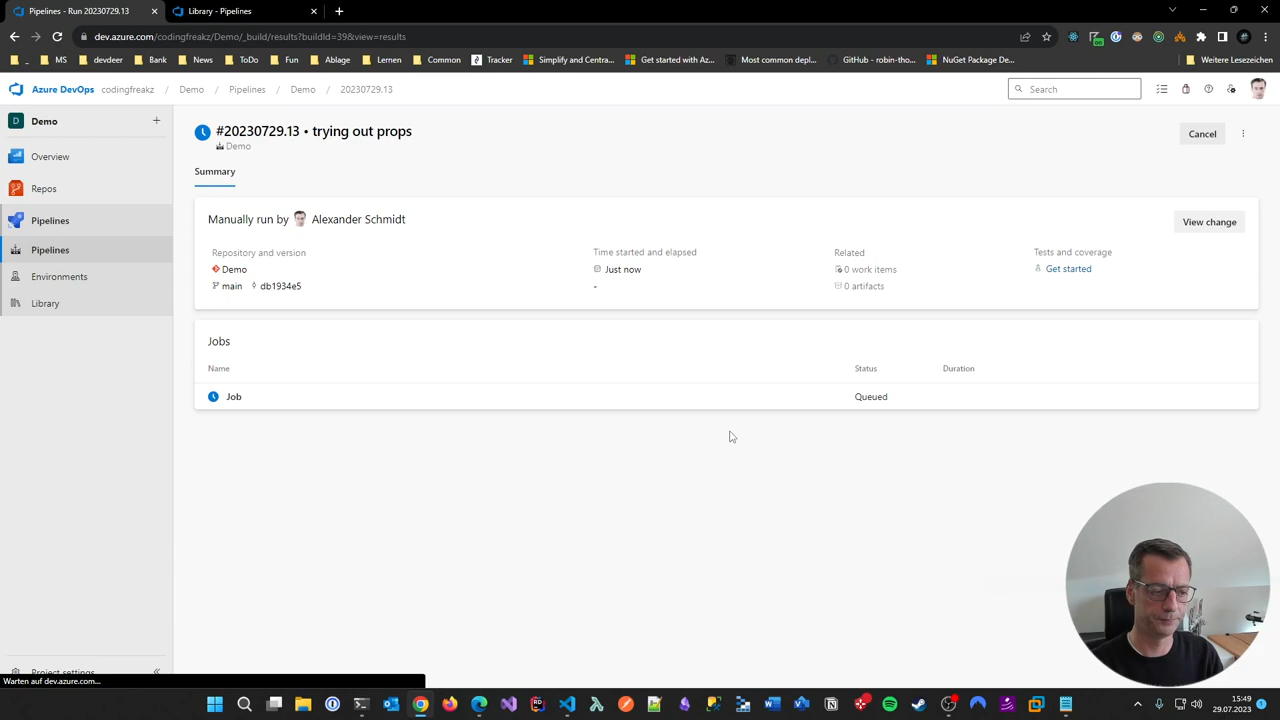 Pipelines - Run 20230729.13
Library - Pipelines
dev.azure.com/codingfreakz/Demo/_build/results?buildId=39&view=results
MS devdeer Bank News ToDo Fun Ablage Lernen Common Tracker Simplify and Centra... Get started with Az... Most common depl... GitHub - robin-tho... NuGet Package De... Weitere Lesezeichen
Azure DevOps codingfreakz / Demo / Pipelines / Demo / 20230729.13
Search
Demo
Overview
Repos
Pipelines
Pipelines
Environments
Library
Project settings
#20230729.13 • trying out props
Cancel
Demo
Summary
Manually run by Alexander Schmidt
View change
Repository and version
Demo
main db1934e5
Time started and elapsed
Just now
-
Related
0 work items
0 artifacts
Tests and coverage
Get started
Jobs
Name Status Duration
Job Queued
Warten auf dev.azure.com...
15:49
29.07.2023